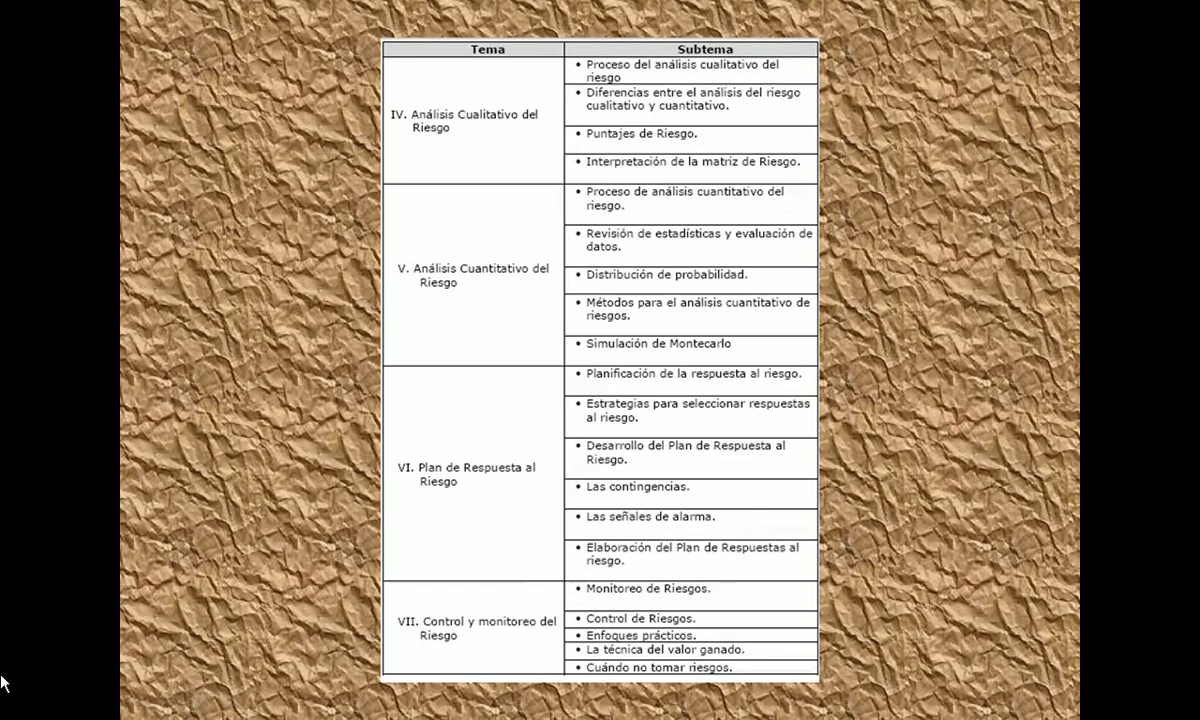 Tema
Subtema
IV. Análisis Cualitativo del
Riesgo
• Proceso del análisis cualitativo del
riesgo
• Diferencias entre el análisis del riesgo
cualitativo y cuantitativo.
• Puntajes de Riesgo.
• Interpretación de la matriz de Riesgo.
V. Análisis Cuantitativo del
Riesgo
• Proceso de análisis cuantitativo del
riesgo.
• Revisión de estadísticas y evaluación de
datos.
• Distribución de probabilidad.
• Métodos para el análisis cuantitativo de
riesgos.
• Simulación de Montecarlo
VI. Plan de Respuesta al
Riesgo
• Planificación de la respuesta al riesgo.
• Estrategias para seleccionar respuestas
al riesgo.
• Desarrollo del Plan de Respuesta al
Riesgo.
• Las contingencias.
• Las señales de alarma.
• Elaboración del Plan de Respuestas al
riesgo.
VII. Control y monitoreo del
Riesgo
• Monitoreo de Riesgos.
• Control de Riesgos.
• Enfoques prácticos.
• La técnica del valor ganado.
• Cuándo no tomar riesgos.